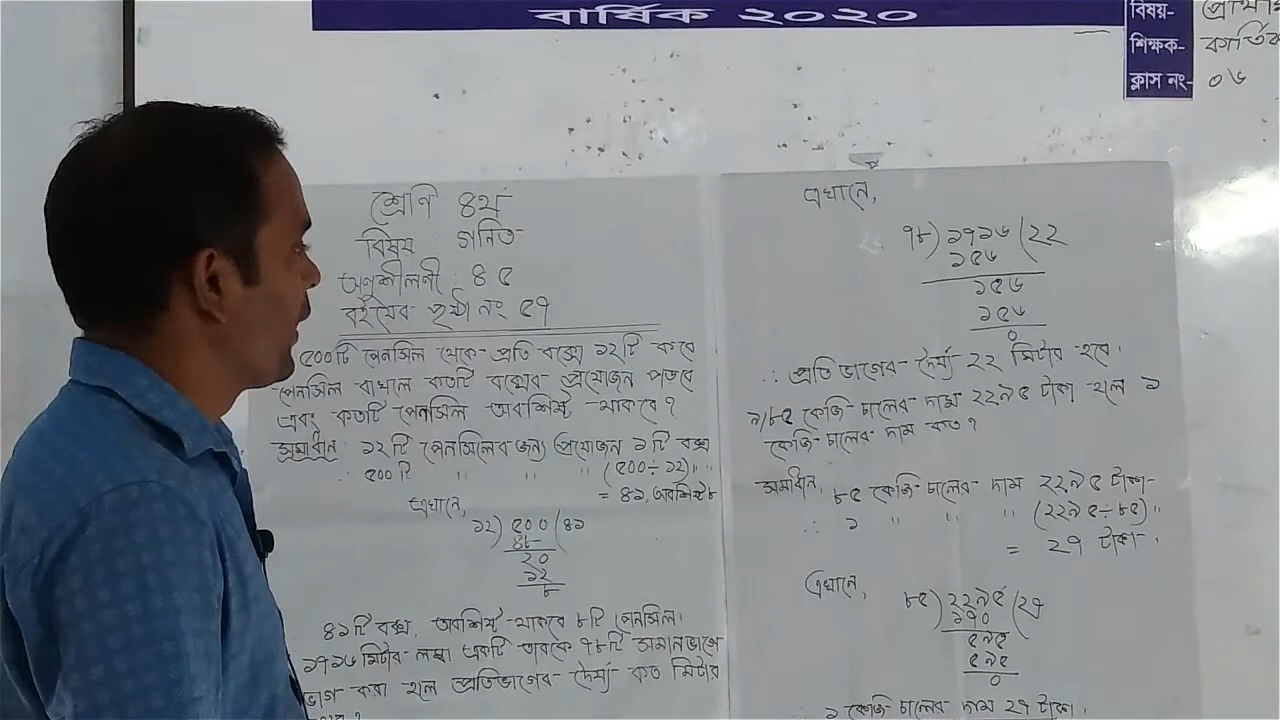 বার্ষিক ২০২০
বিষয়-
শিক্ষক-
ক্লাস নং- ০৬
শ্রেণি ৪র্থ
বিষয় গনিত
অনুশীলণী : ৪ ৫
বইয়ের পৃষ্ঠা নং ৫৭
৫০০টি পেনসিল থেকে প্রতি বক্সে ১২টি করে
পেনসিল রাখলে কতটি বক্সের প্রয়োজন পড়বে
এবং কতটি পেনসিল অবশিষ্ট থাকবে?
সমাধান : ১২টি পেনসিলের জন্য প্রয়োজন ১টি বক্স
∴ ৫০০টি " " " (৫০০÷১২) " "
= ৪১, অবশিষ্ট ৮
এখানে,
১২) ৫০০ (৪১
৪৮
২০
১২
৮
৪১টি বক্স, অবশিষ্ট থাকবে ৮টি পেনসিল।
১৭১৬ মিটার লম্বা একটি তারকে ৭৮টি সমানভাগে
ভাগ করা হলে প্রতিভাগের দৈর্ঘ্য কত মিটার
এখানে,
৭৮) ১৭১৬ (২২
১৫৬
১৫৬
১৫৬
০
∴ প্রতি ভাগের দৈর্ঘ্য ২২ মিটার হবে।
৯/৮৫ কেজি চালের দাম ২২৯৫ টাকা হলে ১
কেজি চালের দাম কত?
সমাধান, ৮৫ কেজি চালের দাম ২২৯৫ টাকা
∴ ১ " " " (২২৯৫÷৮৫) "
= ২৭ টাকা।
এখানে,
৮৫) ২২৯৫ (২৭
১৭০
৫৯৫
৫৯৫
০
১ কেজি চালের দাম ২৭ টাকা।